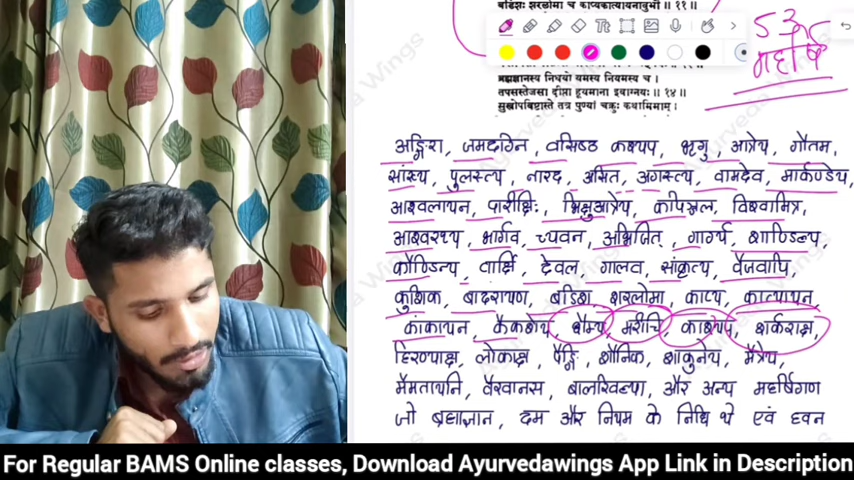 बडिशः शरलोमा च काप्यकात्यायनावुभौ ॥ ११ ॥
53
महर्षि
ब्रह्मज्ञानस्य निधयो यमस्य नियमस्य च ।
तपसस्तेजसा दीप्ता हूयमाना इवाग्नयः ॥ १४ ॥
सुखोपविष्टास्ते तत्र पुण्यां चक्रुः कथामिमाम् ।
अङ्गिरा, जमदग्नि, वसिष्ठ कश्यप, भृगु, आत्रेय, गौतम,
सांख्य, पुलस्त्य, नारद, असित, अगस्त्य, वामदेव, मार्कण्डेय,
आश्वलायन, पारीक्षिः, भिक्षुआत्रेय, कपिञ्जल, विश्वामित्र,
आश्वरथ्य, भार्गव, च्यवन, अभिजित्, गार्ग्य, शाण्डिल्य,
कौण्डिन्य, वार्क्षि, देवल, गालव, सांकृत्य, वैजवापि,
कुशिक, बादरायण, बडिश शरलोमा, काप्य, कात्यायन,
कांकायन, कैकशेय, धौम्य, मरीचि, काश्यप, शर्कराक्ष,
हिरण्याक्ष, लोकाक्ष, पैङ्गि, शौनिक, शाकुनेय, मैत्रेय,
मैमतायनि, वैखानस, बालखिल्या, और अन्य महर्षिगण
जो ब्रह्मज्ञान, दम और नियम के निधि थे एवं हवन
For Regular BAMS Online classes, Download Ayurvedawings App Link in Description